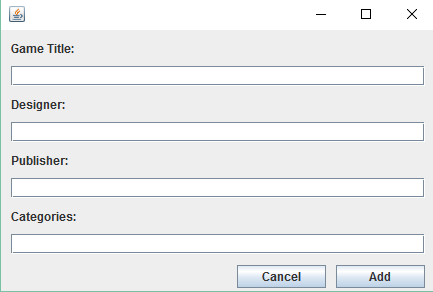 Game Title:
Designer:
Publisher:
Categories:
Cancel Add